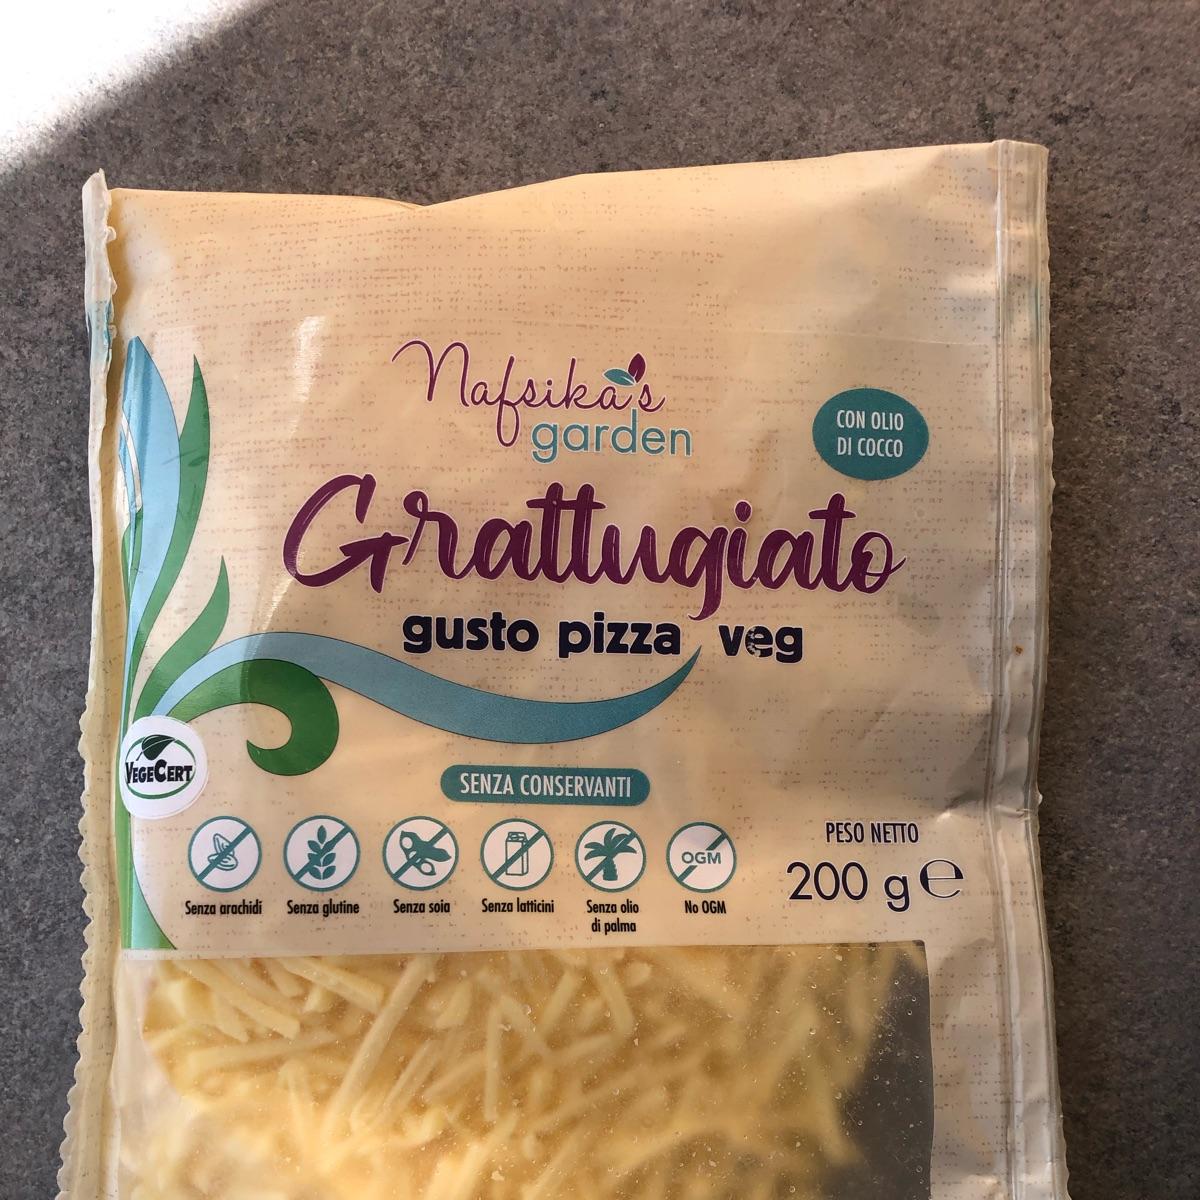 Nafsika's
garden
CON OLIO
DI COCCO
Grattugiato
gusto pizza veg
VEGECERT
SENZA CONSERVANTI
Senza arachidi
Senza glutine
Senza soia
Senza latticini
Senza olio
di palma
OGM
No OGM
PESO NETTO
200 g ℮